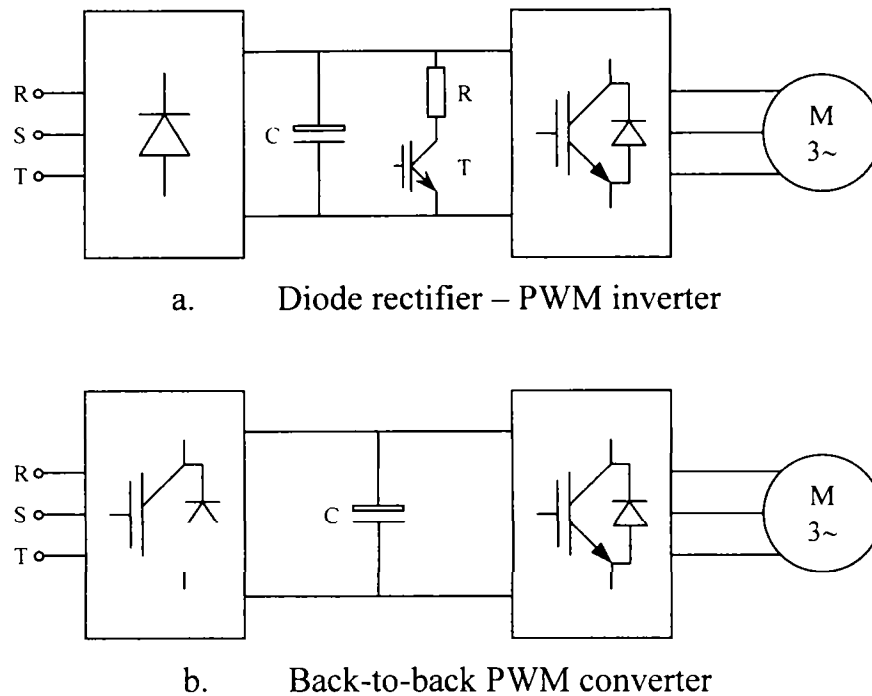 R
S
T
C
R
T
M
3~
a. Diode rectifier – PWM inverter
R
S
T
C
M
3~
b. Back-to-back PWM converter